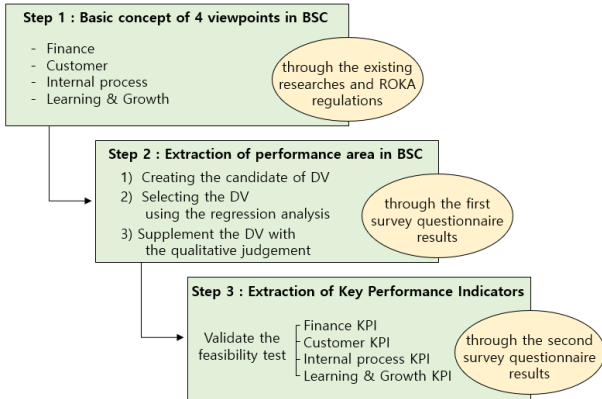 Step 1 : Basic concept of 4 viewpoints in BSC
- Finance
- Customer
- Internal process
- Learning & Growth
through the existing
researches and ROKA
regulations
Step 2 : Extraction of performance area in BSC
1) Creating the candidate of DV
2) Selecting the DV
using the regression analysis
3) Supplement the DV with
the qualitative judgement
through the first
survey questionnaire
results
Step 3 : Extraction of Key Performance Indicators
Validate the
feasibility test
Finance KPI
Customer KPI
Internal process KPI
Learning & Growth KPI
through the second
survey questionnaire
results